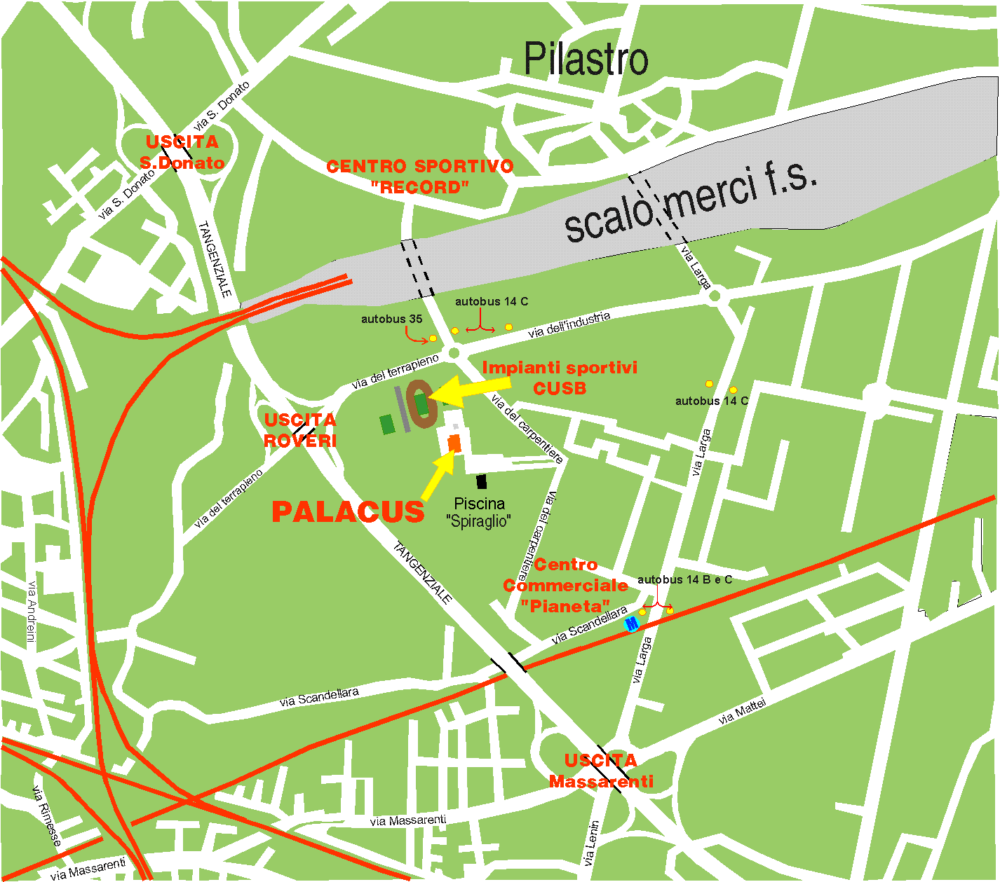 Pilastro
via S. Donato
USCITA
S.Donato
via S. Donato
CENTRO SPORTIVO
"RECORD"
scalo merci f.s.
TANGENZIALE
via Larga
autobus 14 C
autobus 35
via dell'industria
via del terrapieno
Impianti sportivi
CUSB
autobus 14 C
via del carpentiere
USCITA
ROVERI
via Larga
via del terrapieno
PALACUS
Piscina
"Spiraglio"
via del carpentiere
TANGENZIALE
Centro
Commerciale
"Pianeta"
autobus 14 B e C
via Andreini
via Scandellara
M
via Larga
via Scandellara
via Mattei
USCITA
Massarenti
via Rimesse
via Massarenti
via Lenin
via Massarenti